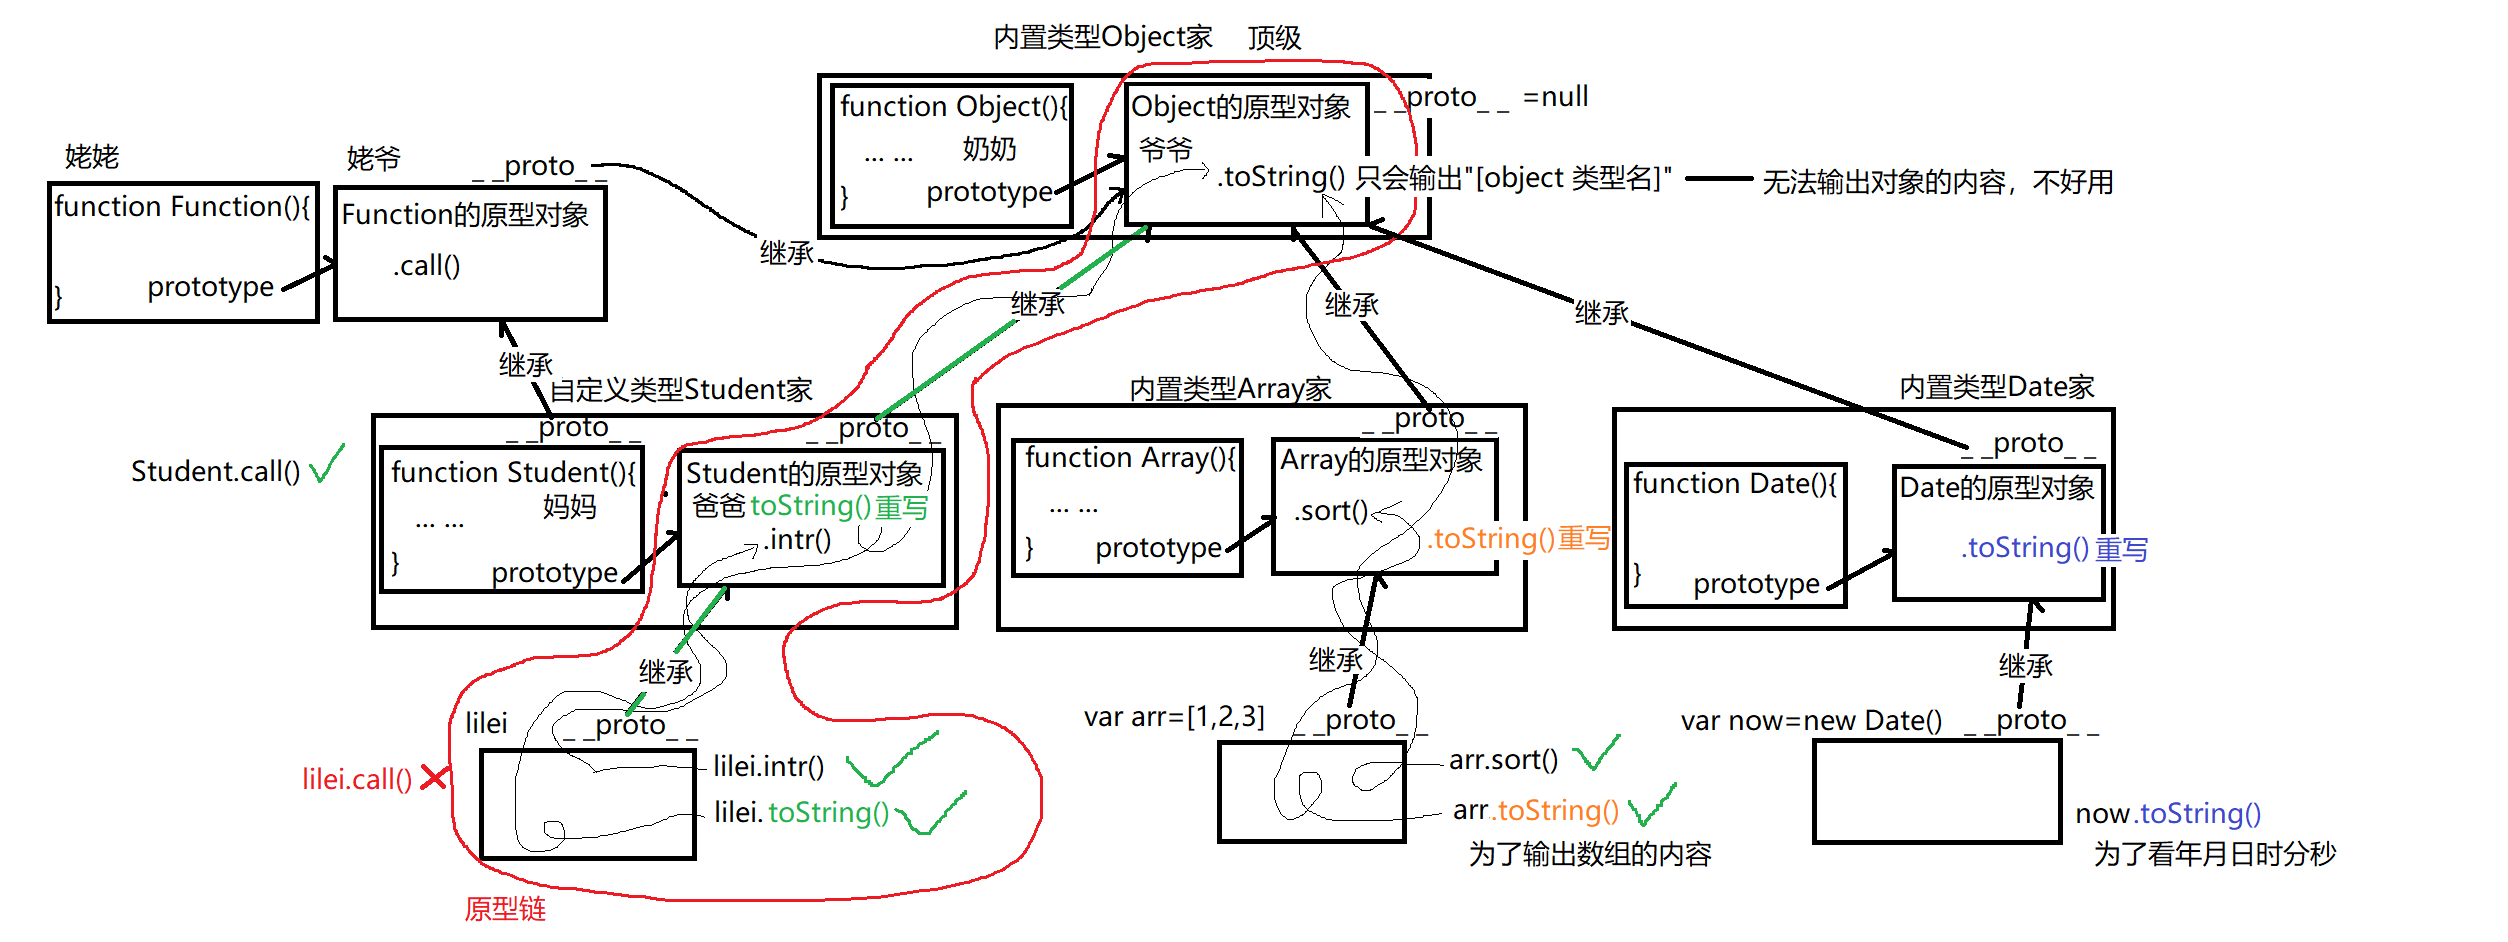 内置类型Object家 顶级
function Object(){
... ... 奶奶
}
prototype
Object的原型对象
爷爷
.toString() 只会输出"[object 类型名]"
无法输出对象的内容，不好用
_ _proto_ _ =null
姥姥
function Function(){
}
prototype
姥爷
_ _proto_ _
Function的原型对象
.call()
继承
继承
继承
继承
继承
自定义类型Student家
_ _proto_ _
_ _proto_ _
Student.call()
function Student(){
... ... 妈妈
}
prototype
Student的原型对象
爸爸 toString() 重写
.intr()
内置类型Array家
_ _proto_ _
function Array(){
... ...
}
prototype
Array的原型对象
.sort()
.toString() 重写
内置类型Date家
_ _proto_ _
function Date(){
}
prototype
Date的原型对象
.toString() 重写
继承
继承
继承
lilei
_ _proto_ _
lilei.call()
lilei.intr()
lilei.toString()
原型链
var arr=[1,2,3]
_ _proto_ _
arr.sort()
arr.toString()
为了输出数组的内容
var now=new Date()
_ _proto_ _
now.toString()
为了看年月日时分秒